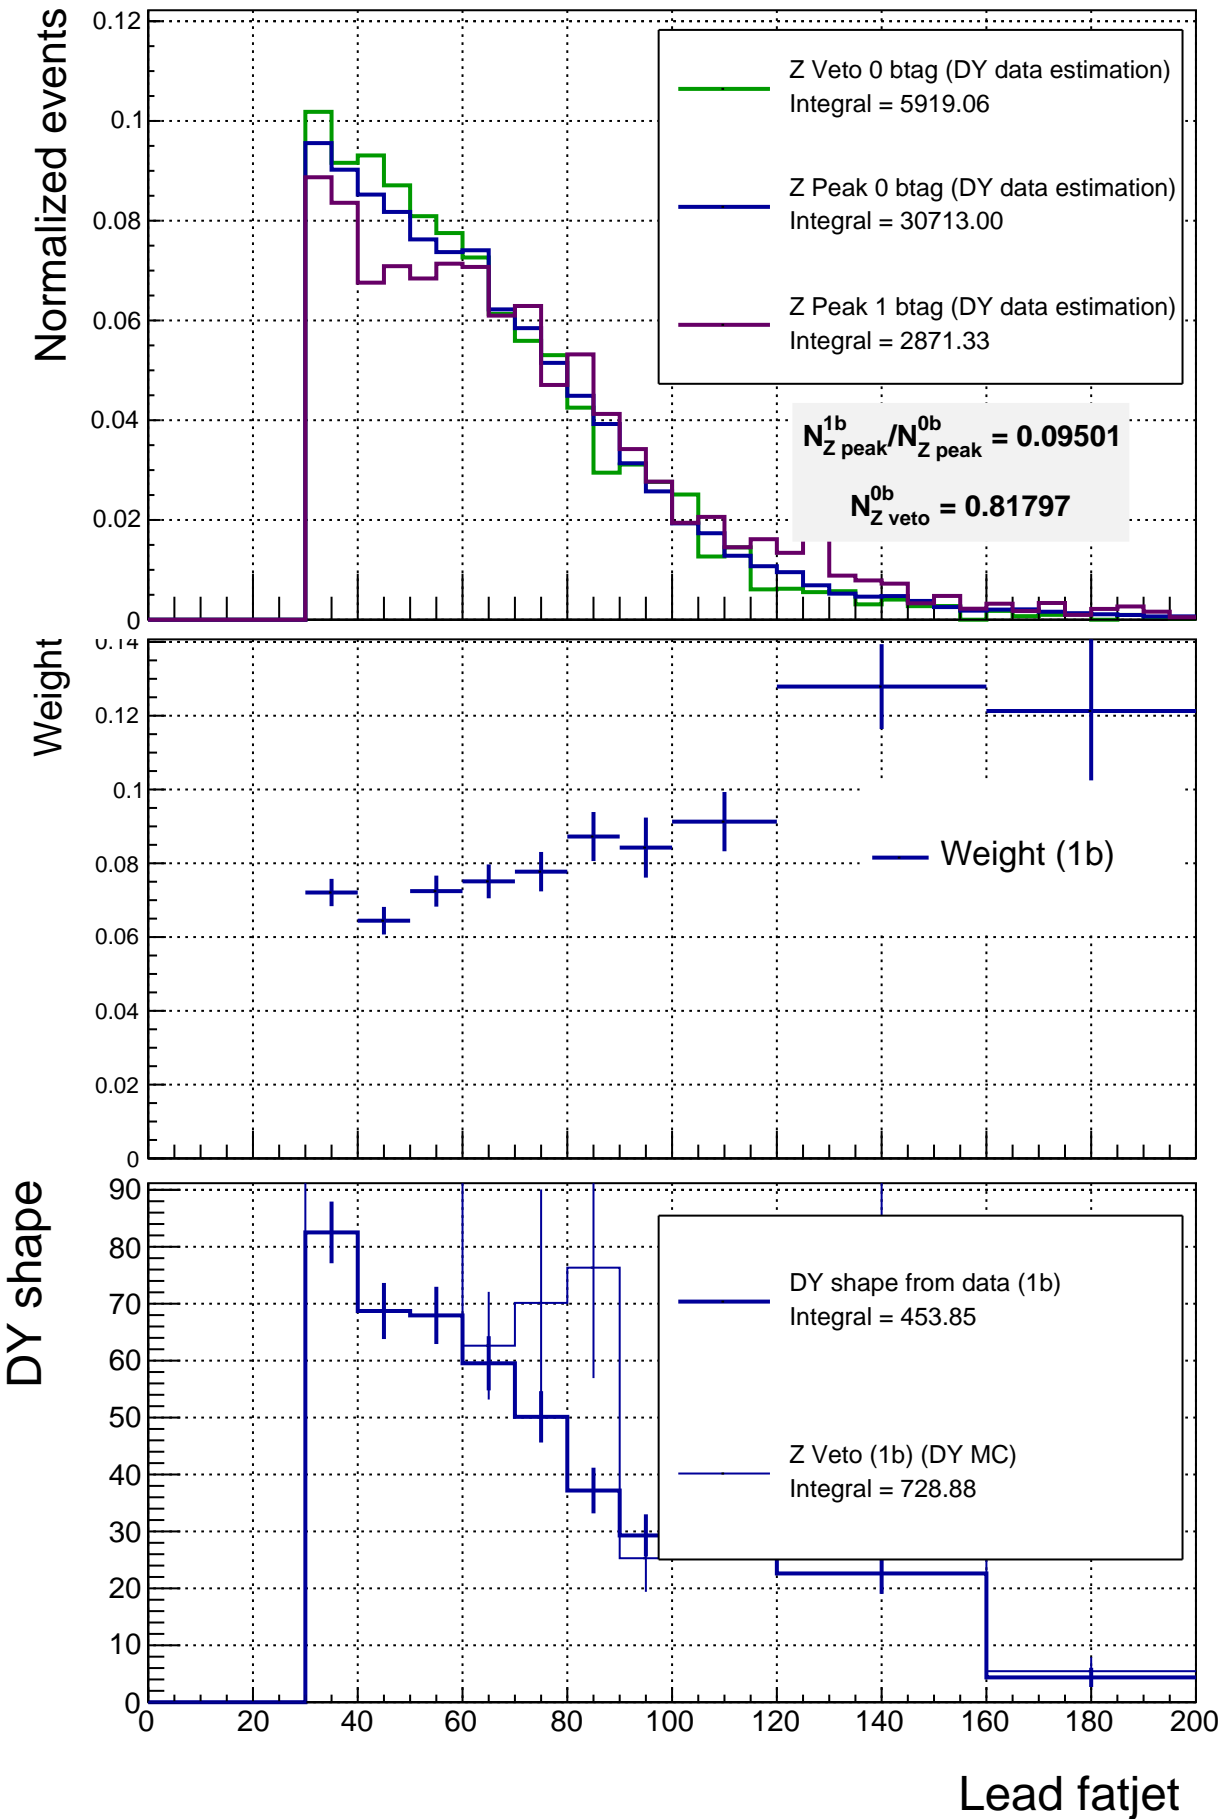 Normalized events
0.12
0.1
0.08
0.06
0.04
0.02
0
Z Veto 0 btag (DY data estimation)
Integral = 5919.06
Z Peak 0 btag (DY data estimation)
Integral = 30713.00
Z Peak 1 btag (DY data estimation)
Integral = 2871.33
N^{1b}_{Z peak}/N^{0b}_{Z peak} = 0.09501
N^{0b}_{Z veto} = 0.81797
Weight
0.14
0.12
0.1
0.08
0.06
0.04
0.02
0
Weight (1b)
DY shape
90
80
70
60
50
40
30
20
10
0
DY shape from data (1b)
Integral = 453.85
Z Veto (1b) (DY MC)
Integral = 728.88
0 20 40 60 80 100 120 140 160 180 200
Lead fatjet